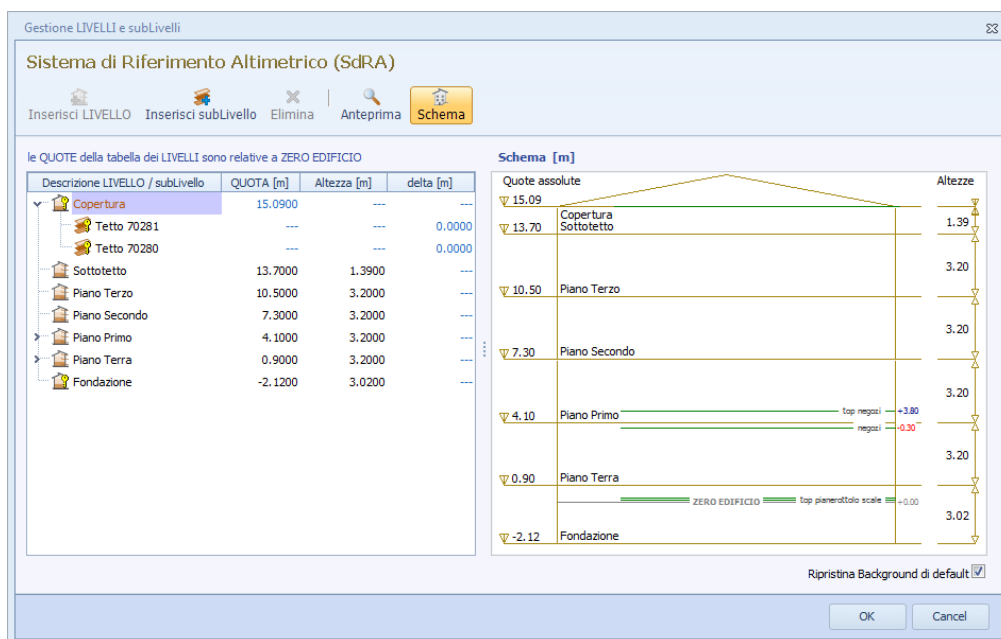 Gestione LIVELLI e subLivelli
Sistema di Riferimento Altimetrico (SdRA)
Inserisci LIVELLO Inserisci subLivello Elimina Anteprima Schema
le QUOTE della tabella dei LIVELLI sono relative a ZERO EDIFICIO
Descrizione LIVELLO / subLivello QUOTA [m] Altezza [m] delta [m]
Copertura 15.0900 --- ---
Tetto 70281 --- --- 0.0000
Tetto 70280 --- --- 0.0000
Sottotetto 13.7000 1.3900 ---
Piano Terzo 10.5000 3.2000 ---
Piano Secondo 7.3000 3.2000 ---
Piano Primo 4.1000 3.2000 ---
Piano Terra 0.9000 3.2000 ---
Fondazione -2.1200 3.0200 ---
Schema [m]
Quote assolute Altezze
15.09
Copertura
13.70 Sottotetto 1.39
3.20
10.50 Piano Terzo
3.20
7.30 Piano Secondo
3.20
top negozi +3.80
4.10 Piano Primo
negozi -0.30
3.20
0.90 Piano Terra
ZERO EDIFICIO top pianerottolo scale +0.00
3.02
-2.12 Fondazione
Ripristina Background di default
OK Cancel